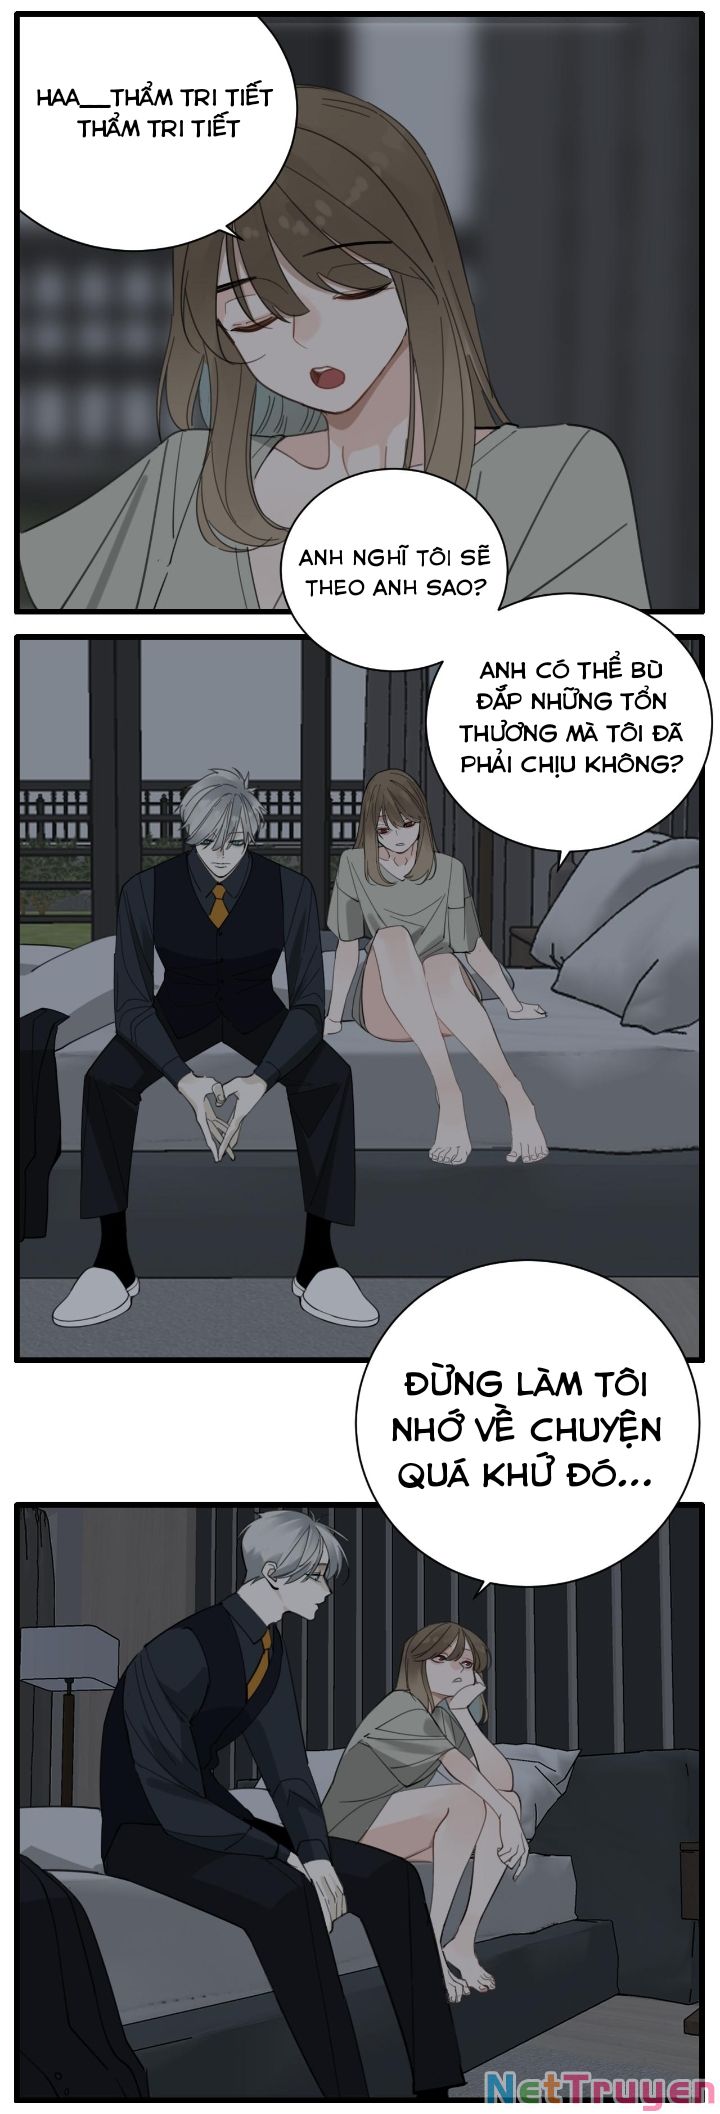 HAA__THẨM TRI TIẾT
THẨM TRI TIẾT
ANH NGHĨ TÔI SẼ
THEO ANH SAO?
ANH CÓ THỂ BÙ
ĐẮP NHỮNG TỔN
THƯƠNG MÀ TÔI ĐÃ
PHẢI CHỊU KHÔNG?
ĐỪNG LÀM TÔI
NHỚ VỀ CHUYỆN
QUÁ KHỨ ĐÓ...
NetTruyen